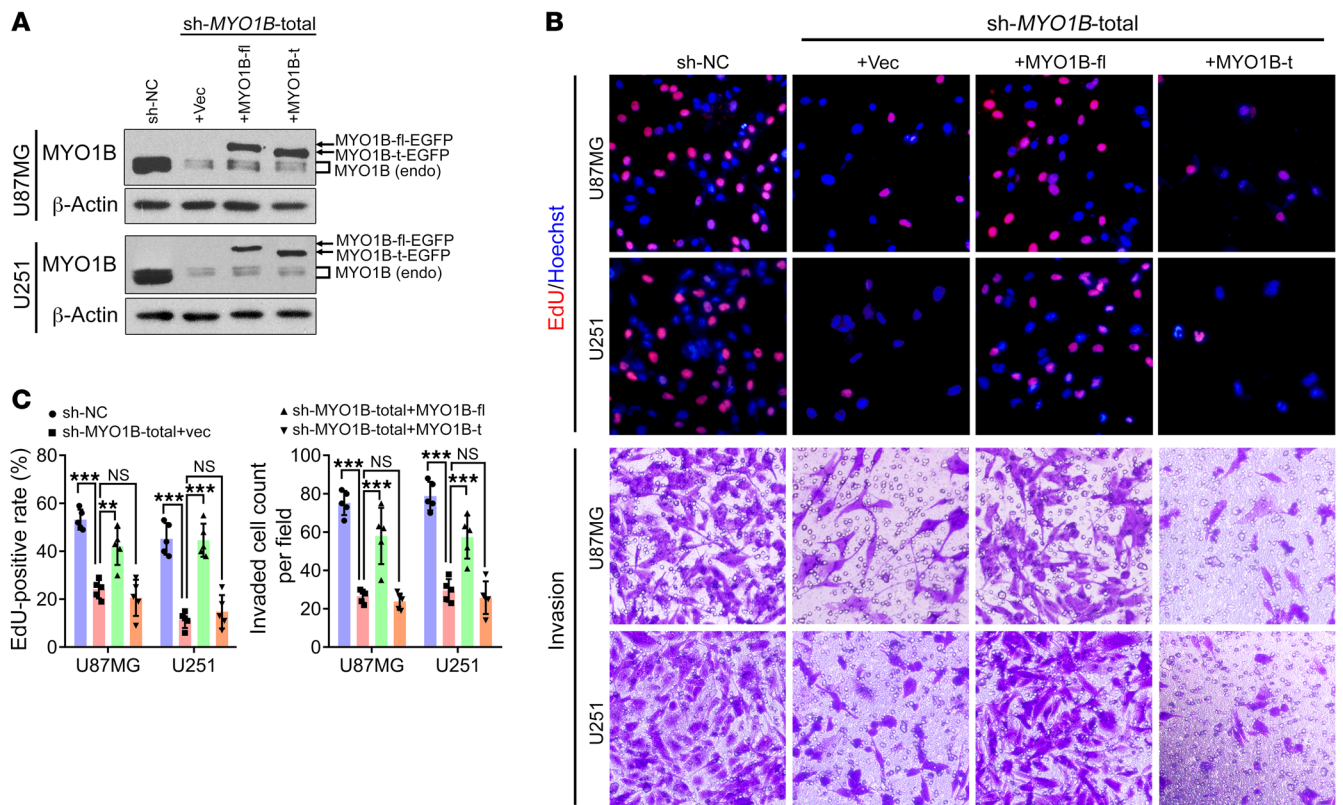 A
sh-MYO1B-total
sh-NC
+Vec
+MYO1B-fl
+MYO1B-t
U87MG
MYO1B
MYO1B-fl-EGFP
MYO1B-t-EGFP
MYO1B (endo)
β-Actin
U251
MYO1B
MYO1B-fl-EGFP
MYO1B-t-EGFP
MYO1B (endo)
β-Actin
B
sh-MYO1B-total
sh-NC
+Vec
+MYO1B-fl
+MYO1B-t
EdU/Hoechst
U87MG
U251
Invasion
U87MG
U251
C
sh-NC
sh-MYO1B-total+vec
sh-MYO1B-total+MYO1B-fl
sh-MYO1B-total+MYO1B-t
EdU-positive rate (%)
80
60
40
20
0
***
**
NS
***
***
NS
U87MG
U251
Invaded cell count
per field
100
80
60
40
20
0
***
***
NS
***
***
NS
U87MG
U251